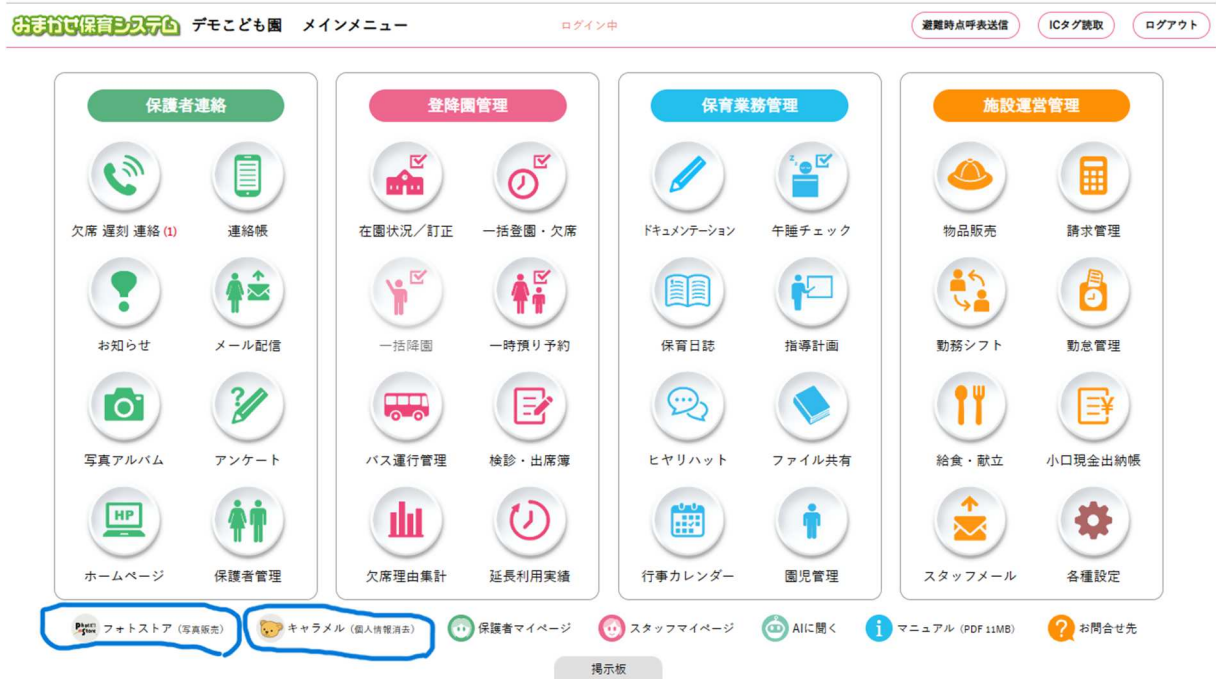 おまかせ保育システム デモこども園 メインメニュー ログイン中 避難時点呼表送信 ICタグ読取 ログアウト
保護者連絡 登降園管理 保育業務管理 施設運営管理
欠席 遅刻 連絡 (1) 連絡帳 在園状況／訂正 一括登園・欠席 ドキュメンテーション 午睡チェック 物品販売 請求管理
お知らせ メール配信 一括降園 一時預り予約 保育日誌 指導計画 勤務シフト 勤怠管理
写真アルバム アンケート バス運行管理 検診・出席簿 ヒヤリハット ファイル共有 給食・献立 小口現金出納帳
HP
ホームページ 保護者管理 欠席理由集計 延長利用実績 行事カレンダー 園児管理 スタッフメール 各種設定
Photo Store フォトストア (写真販売) キャラメル (個人情報消去) 保護者マイページ スタッフマイページ AIに聞く マニュアル (PDF 11MB) お問合せ先
掲示板